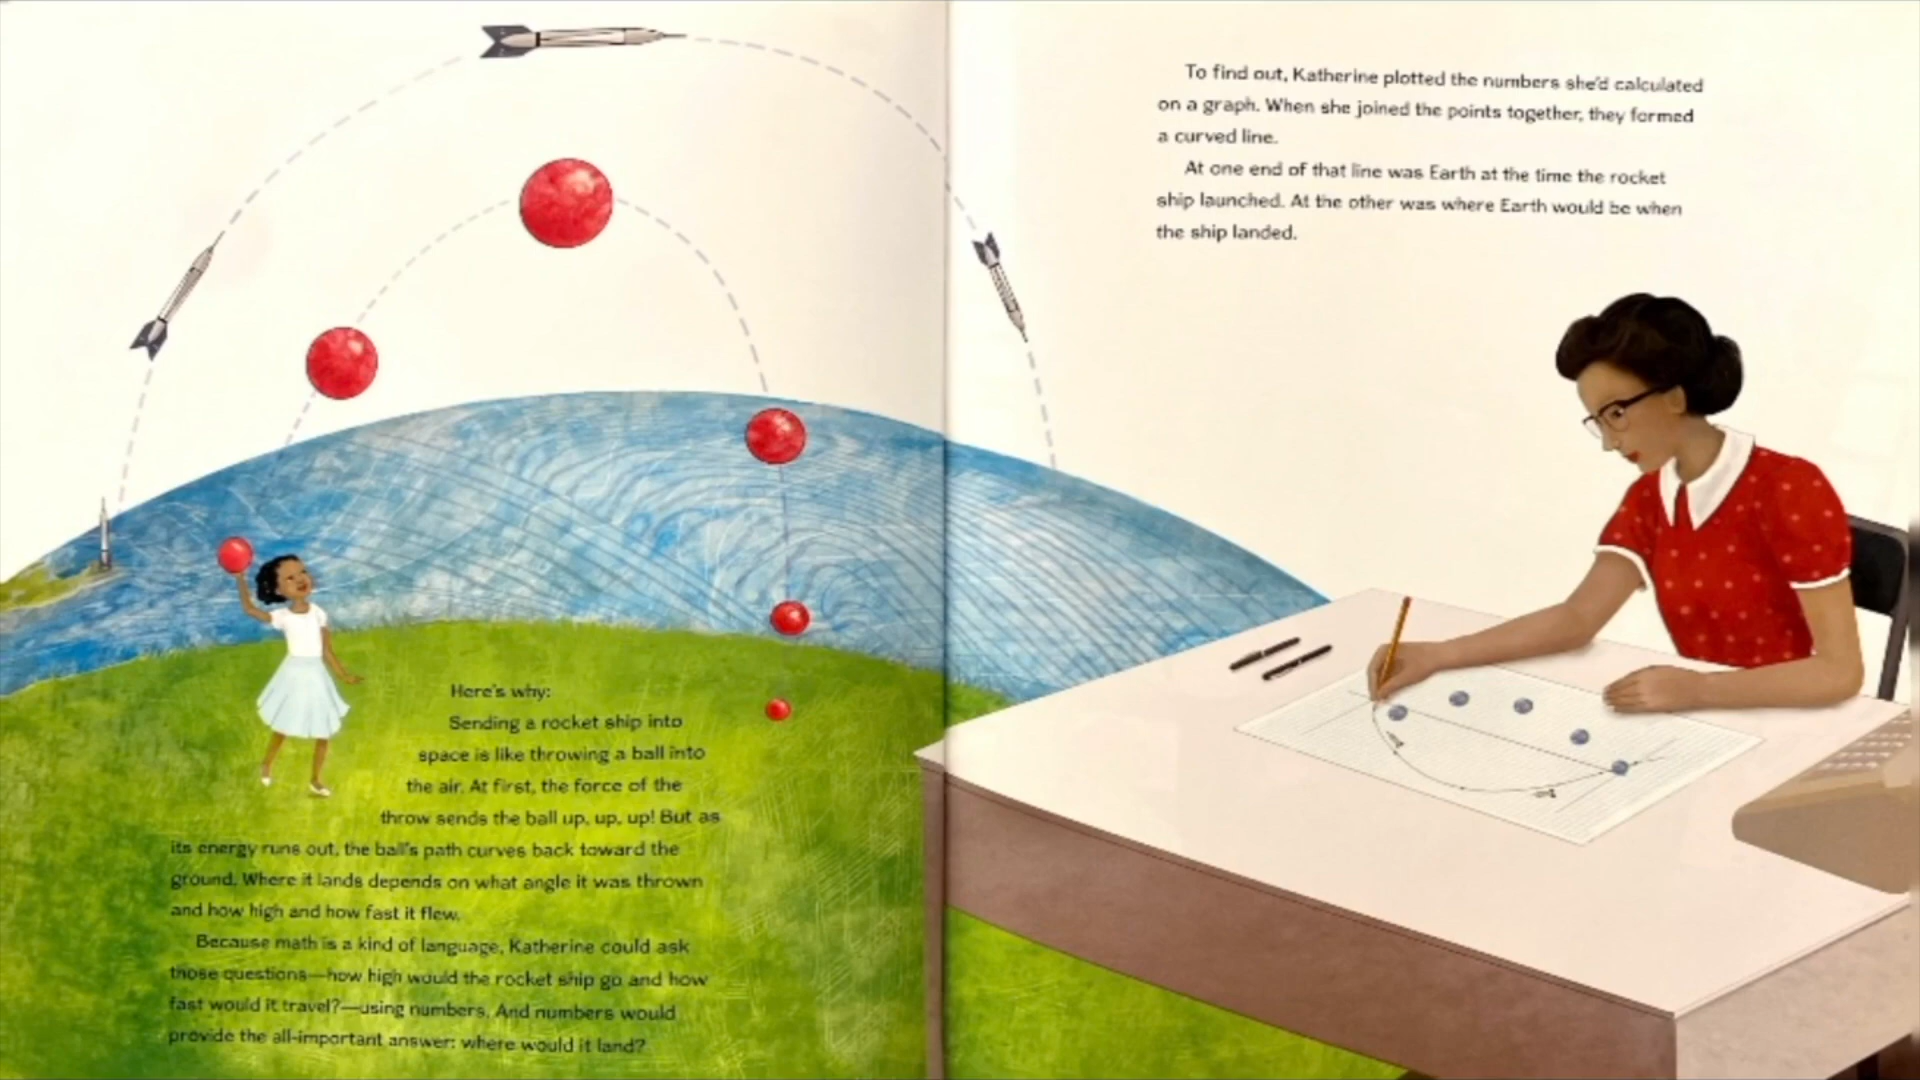 Here's why:
Sending a rocket ship into
space is like throwing a ball into
the air. At first, the force of the
throw sends the ball up, up, up! But as
its energy runs out, the ball's path curves back toward the
ground. Where it lands depends on what angle it was thrown
and how high and how fast it flew.
Because math is a kind of language, Katherine could ask
those questions—how high would the rocket ship go and how
fast would it travel?—using numbers. And numbers would
provide the all-important answer: where would it land?
To find out, Katherine plotted the numbers she'd calculated
on a graph. When she joined the points together, they formed
a curved line.
At one end of that line was Earth at the time the rocket
ship launched. At the other was where Earth would be when
the ship landed.